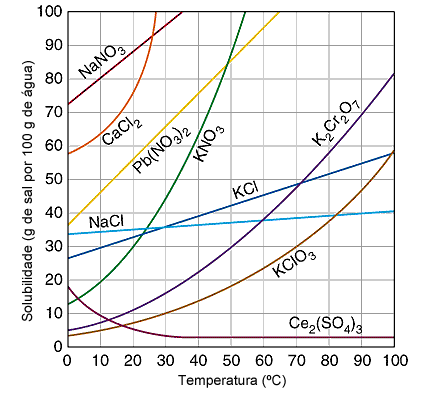 Solubilidade (g de sal por 100 g de água)
100
90
80
70
60
50
40
30
20
10
0
NaNO₃
CaCl₂
Pb(NO₃)₂
KNO₃
K₂Cr₂O₇
KCl
NaCl
KClO₃
Ce₂(SO₄)₃
0 10 20 30 40 50 60 70 80 90 100
Temperatura (ºC)